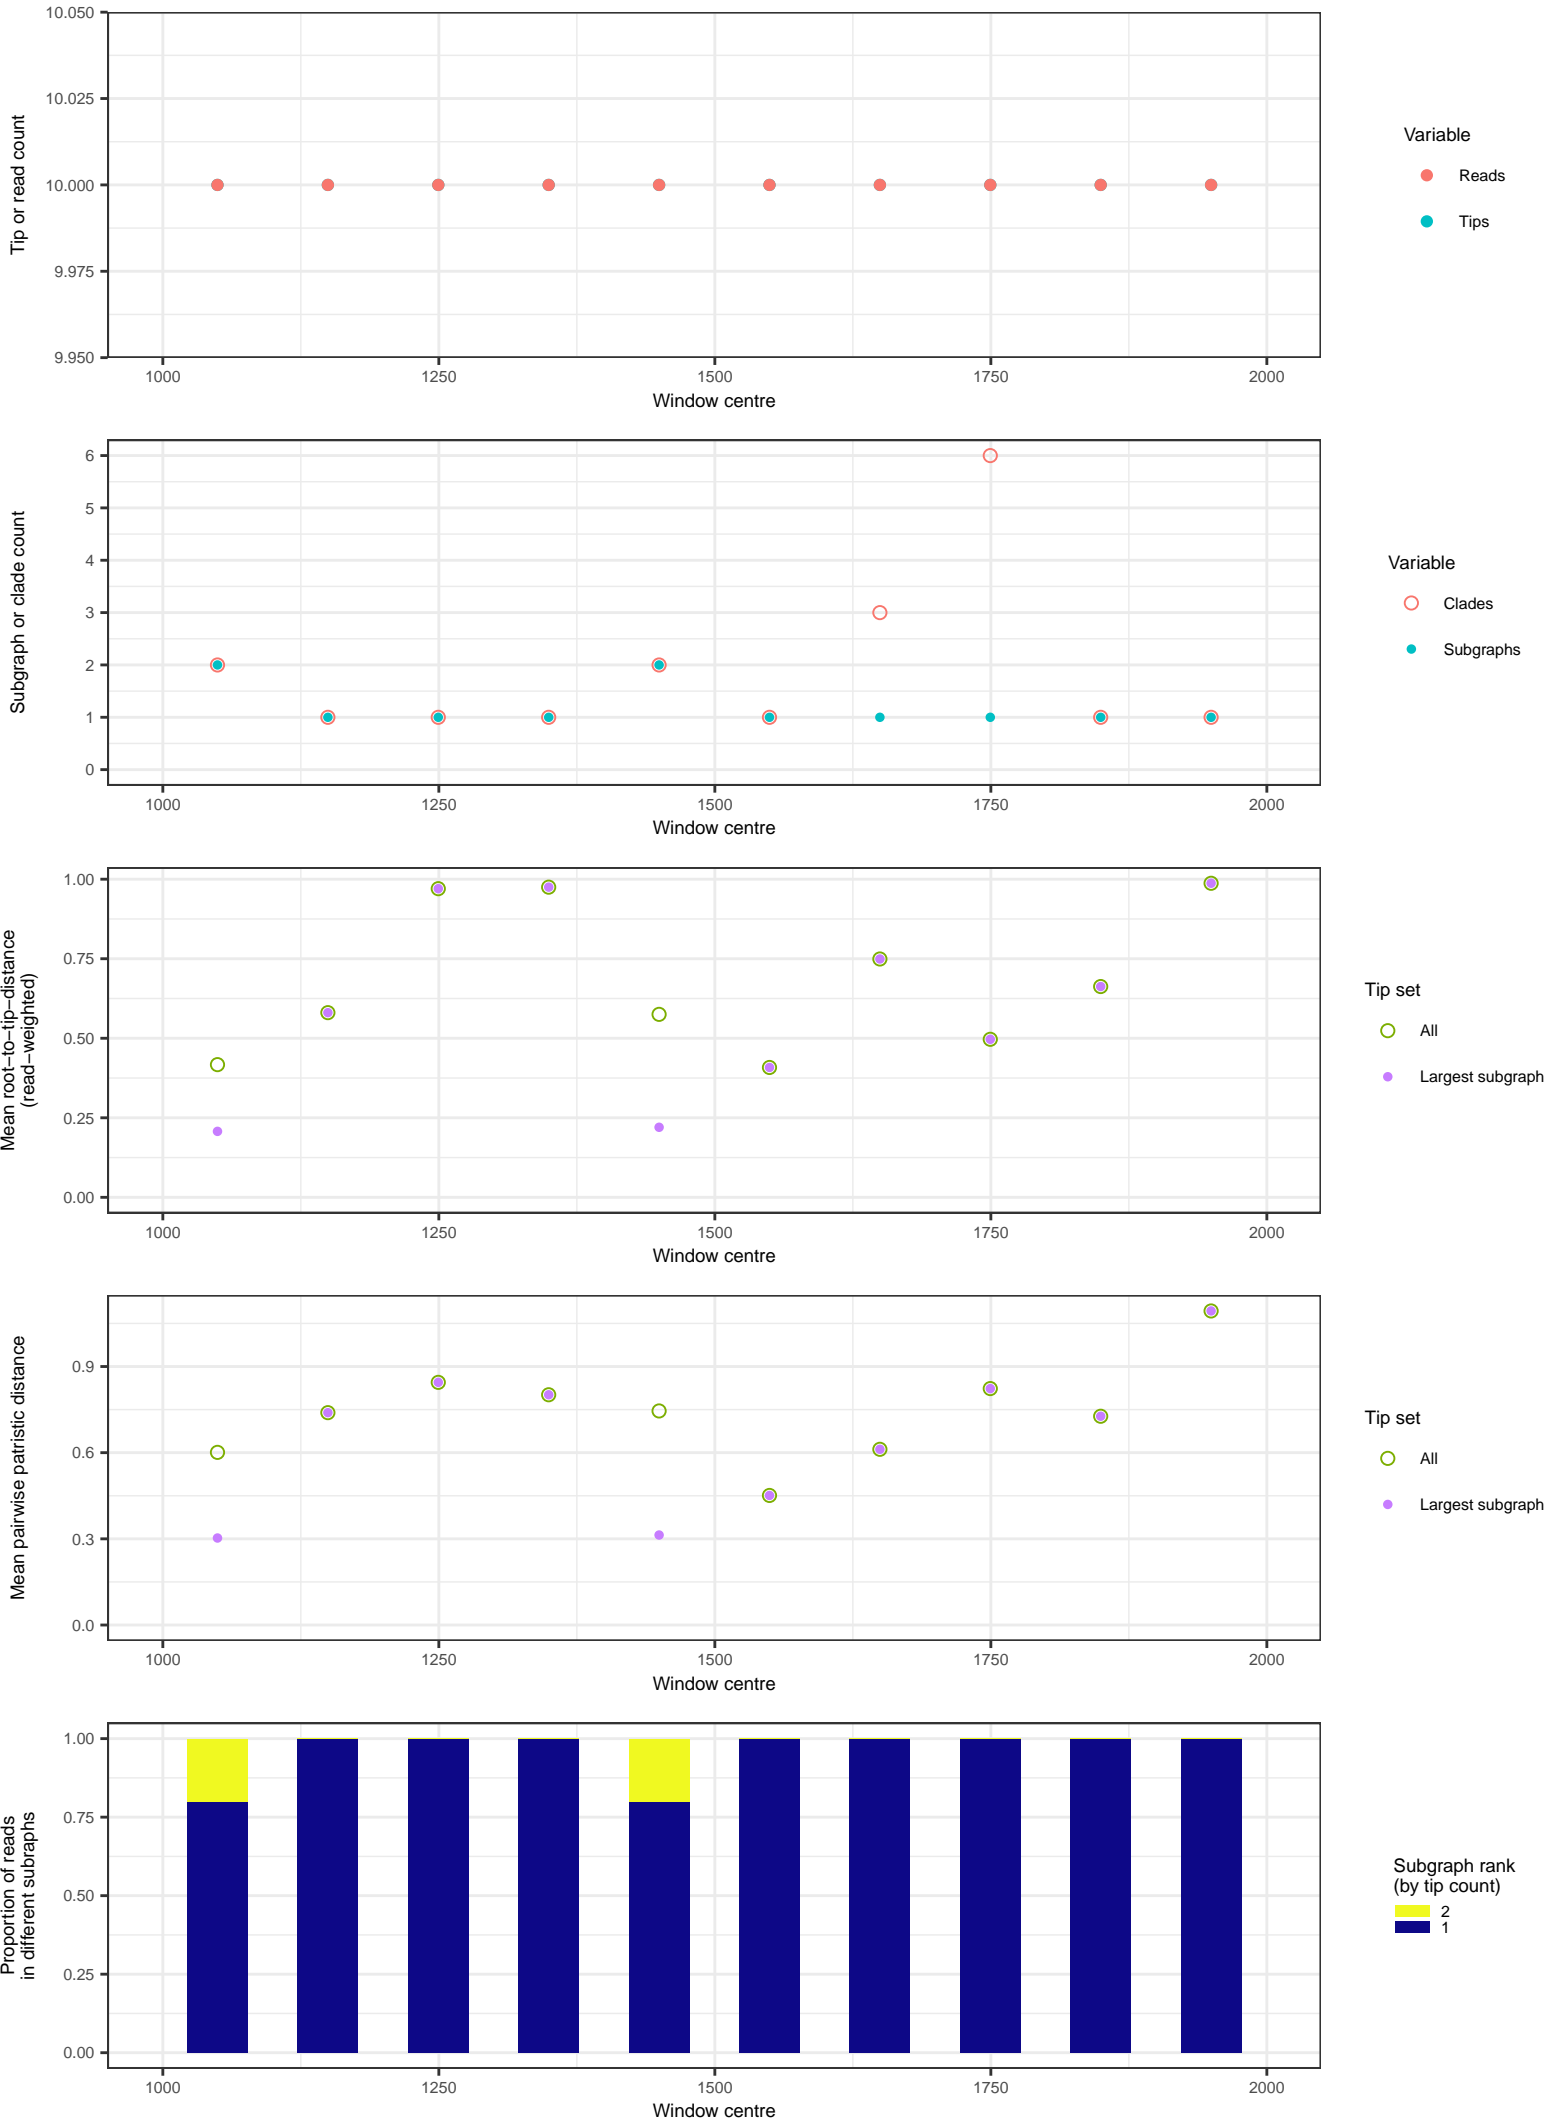 10.050
10.025
10.000
9.975
9.950
Tip or read count
1000 1250 1500 1750 2000
Window centre
Variable
Reads
Tips
6
5
4
3
2
1
0
Subgraph or clade count
1000 1250 1500 1750 2000
Window centre
Variable
Clades
Subgraphs
1.00
0.75
0.50
0.25
0.00
Mean root−to−tip−distance
(read−weighted)
1000 1250 1500 1750 2000
Window centre
Tip set
All
Largest subgraph
0.9
0.6
0.3
0.0
Mean pairwise patristic distance
1000 1250 1500 1750 2000
Window centre
Tip set
All
Largest subgraph
1.00
0.75
0.50
0.25
0.00
Proportion of reads
in different subraphs
1000 1250 1500 1750 2000
Window centre
Subgraph rank
(by tip count)
2
1